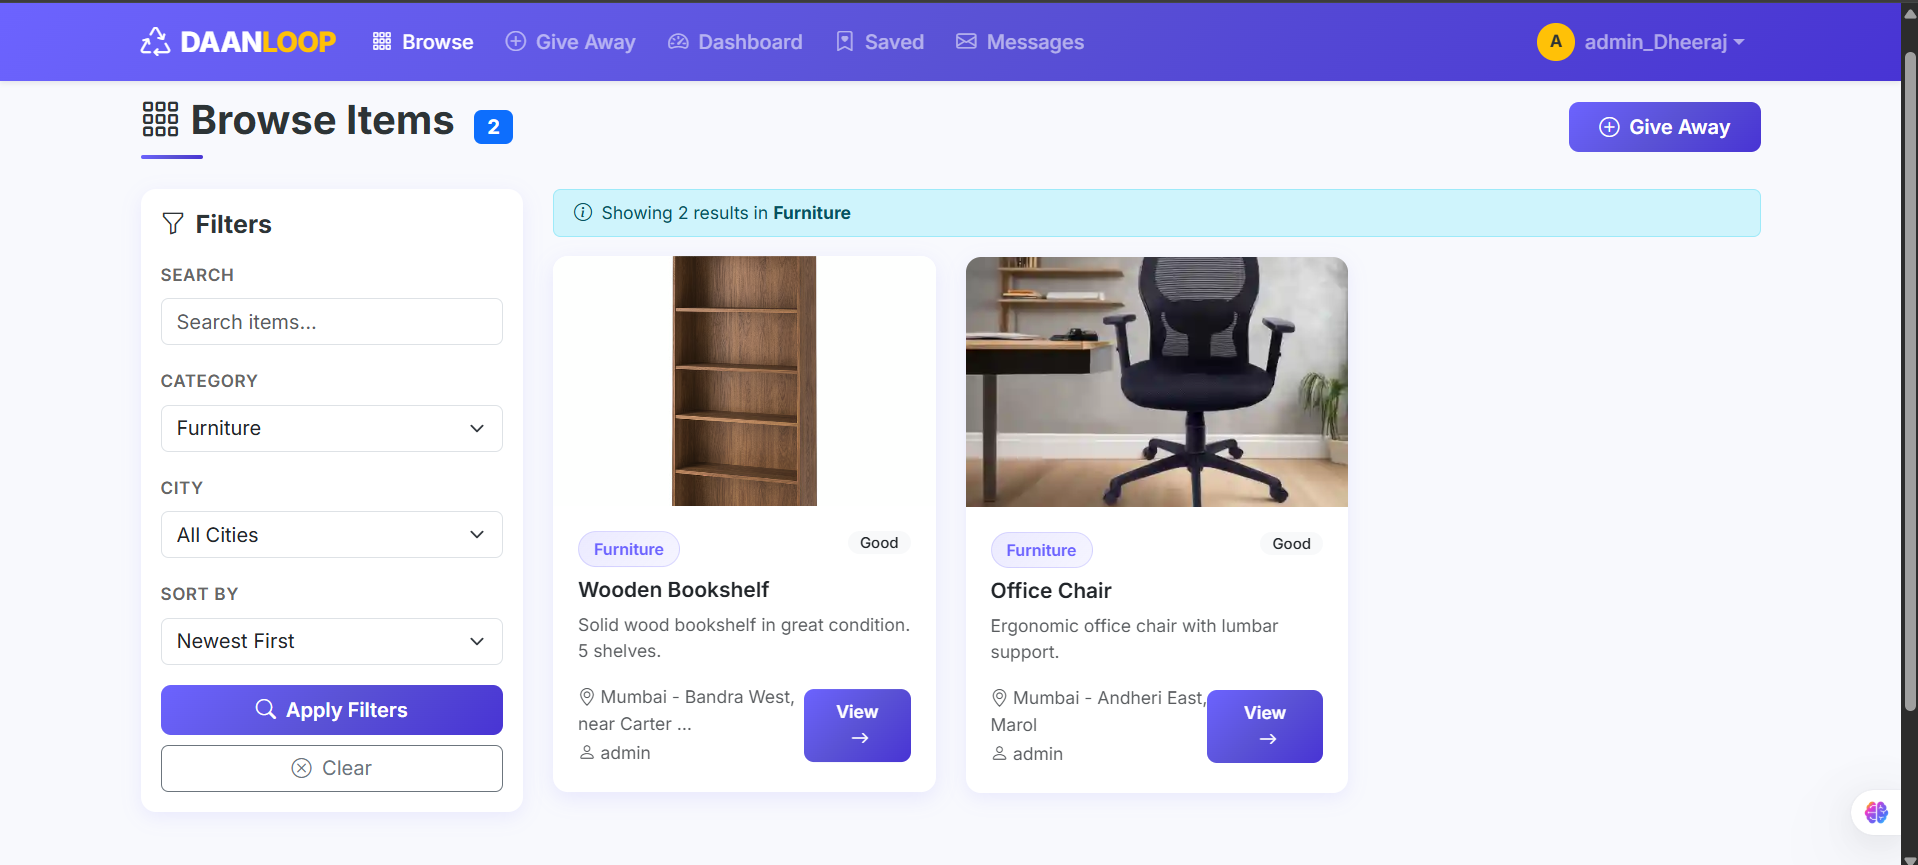 DAANLOOP
Browse
Give Away
Dashboard
Saved
Messages
A
admin_Dheeraj
Browse Items
2
Give Away
Filters
SEARCH
Search items...
CATEGORY
Furniture
CITY
All Cities
SORT BY
Newest First
Apply Filters
Clear
Showing 2 results in Furniture
Furniture
Good
Wooden Bookshelf
Solid wood bookshelf in great condition.
5 shelves.
Mumbai - Bandra West,
near Carter ...
admin
View
→
Furniture
Good
Office Chair
Ergonomic office chair with lumbar
support.
Mumbai - Andheri East,
Marol
admin
View
→